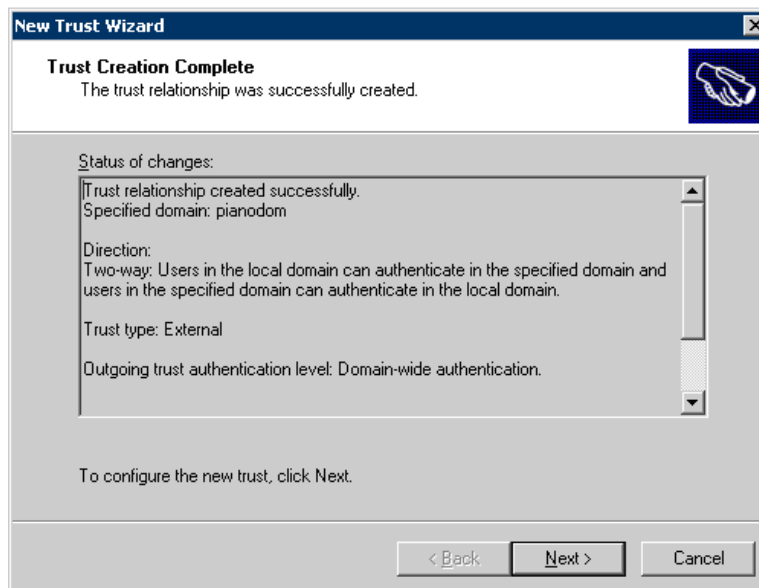 New Trust Wizard
Trust Creation Complete
The trust relationship was successfully created.
Status of changes:
Trust relationship created successfully.
Specified domain: pianodom
Direction:
Two-way: Users in the local domain can authenticate in the specified domain and
users in the specified domain can authenticate in the local domain.
Trust type: External
Outgoing trust authentication level: Domain-wide authentication.
To configure the new trust, click Next.
< Back
Next >
Cancel